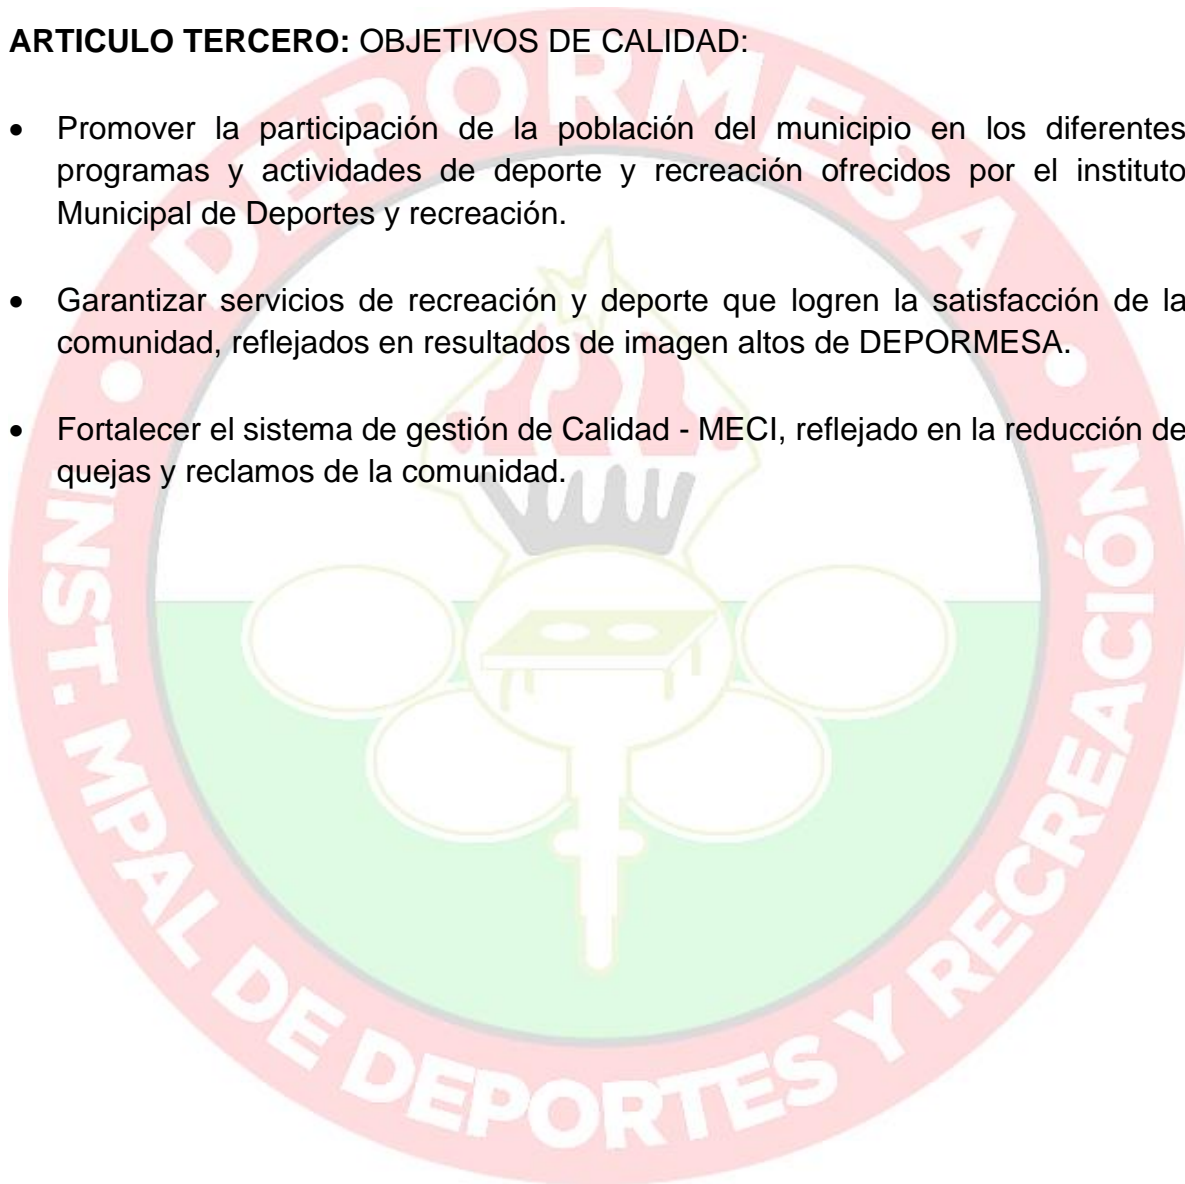 ARTICULO TERCERO: OBJETIVOS DE CALIDAD:
• Promover la participación de la población del municipio en los diferentes
programas y actividades de deporte y recreación ofrecidos por el instituto
Municipal de Deportes y recreación.
• Garantizar servicios de recreación y deporte que logren la satisfacción de la
comunidad, reflejados en resultados de imagen altos de DEPORMESA.
• Fortalecer el sistema de gestión de Calidad - MECI, reflejado en la reducción de
quejas y reclamos de la comunidad.
• DEPORMESA •
INST. MPAL DE DEPORTES Y RECREACIÓN